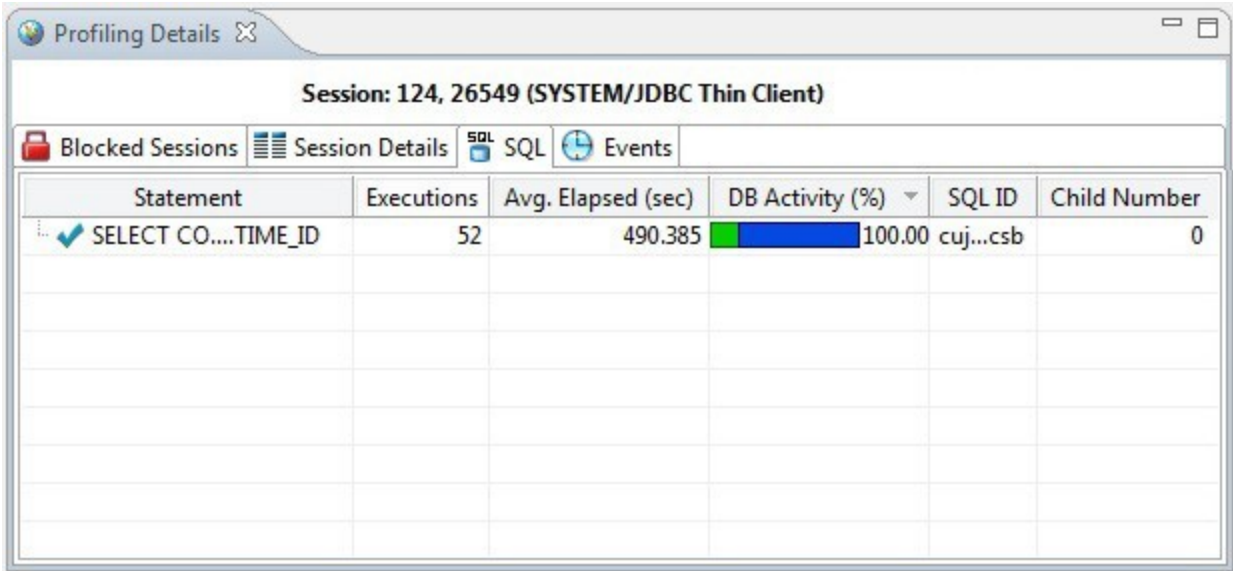 Profiling Details
Session: 124, 26549 (SYSTEM/JDBC Thin Client)
Blocked Sessions Session Details SQL SQL Events
Statement Executions Avg. Elapsed (sec) DB Activity (%) SQL ID Child Number
SELECT CO....TIME_ID 52 490.385 100.00 cuj...csb 0